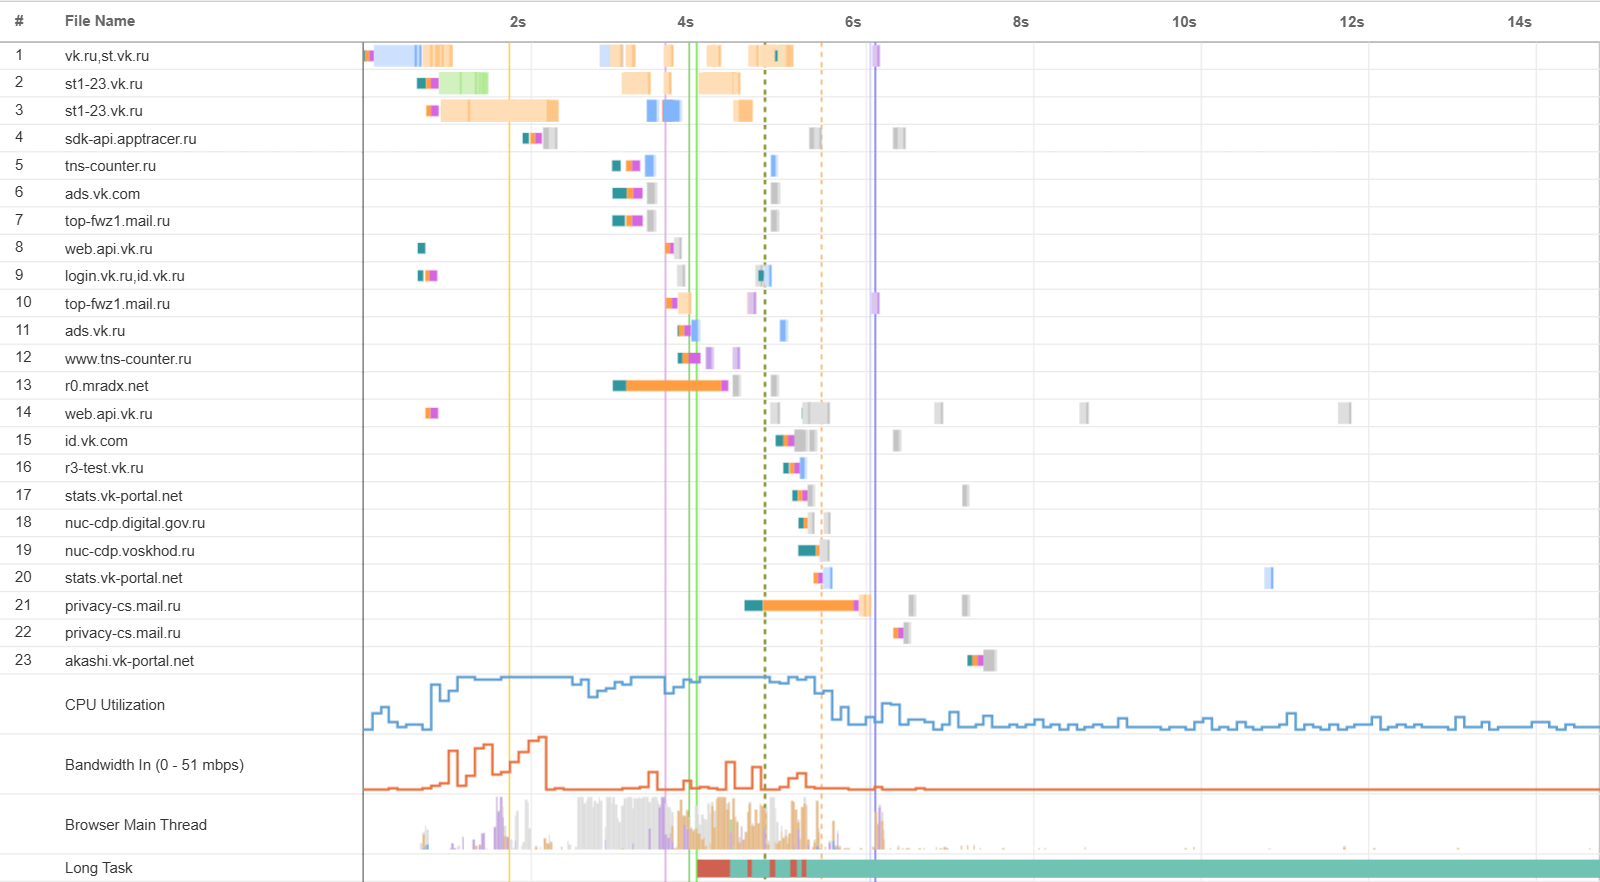 # File Name 2s 4s 6s 8s 10s 12s 14s
1 vk.ru,st.vk.ru
2 st1-23.vk.ru
3 st1-23.vk.ru
4 sdk-api.apptracer.ru
5 tns-counter.ru
6 ads.vk.com
7 top-fwz1.mail.ru
8 web.api.vk.ru
9 login.vk.ru,id.vk.ru
10 top-fwz1.mail.ru
11 ads.vk.ru
12 www.tns-counter.ru
13 r0.mradx.net
14 web.api.vk.ru
15 id.vk.com
16 r3-test.vk.ru
17 stats.vk-portal.net
18 nuc-cdp.digital.gov.ru
19 nuc-cdp.voskhod.ru
20 stats.vk-portal.net
21 privacy-cs.mail.ru
22 privacy-cs.mail.ru
23 akashi.vk-portal.net
CPU Utilization
Bandwidth In (0 - 51 mbps)
Browser Main Thread
Long Task